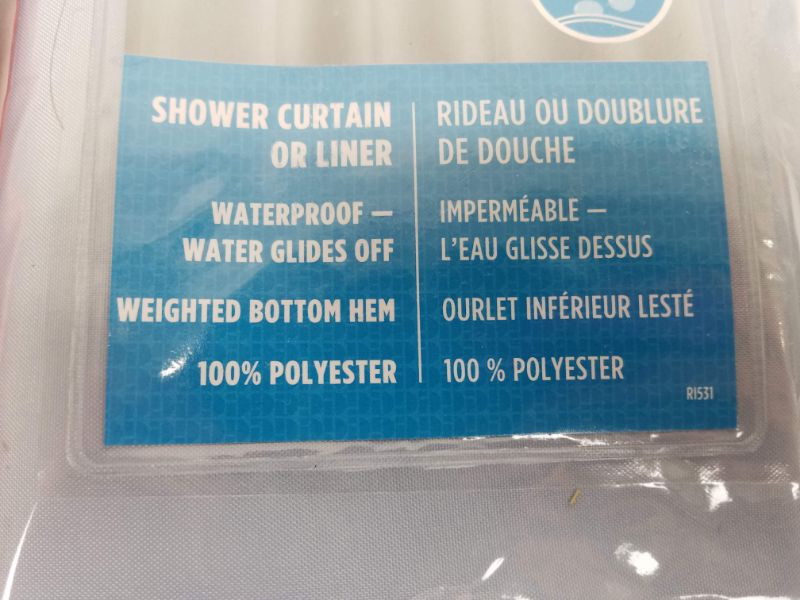 SHOWER CURTAIN
OR LINER
WATERPROOF —
WATER GLIDES OFF
WEIGHTED BOTTOM HEM
100% POLYESTER
RIDEAU OU DOUBLURE
DE DOUCHE
IMPERMÉABLE —
L'EAU GLISSE DESSUS
OURLET INFÉRIEUR LESTÉ
100 % POLYESTER
RI531